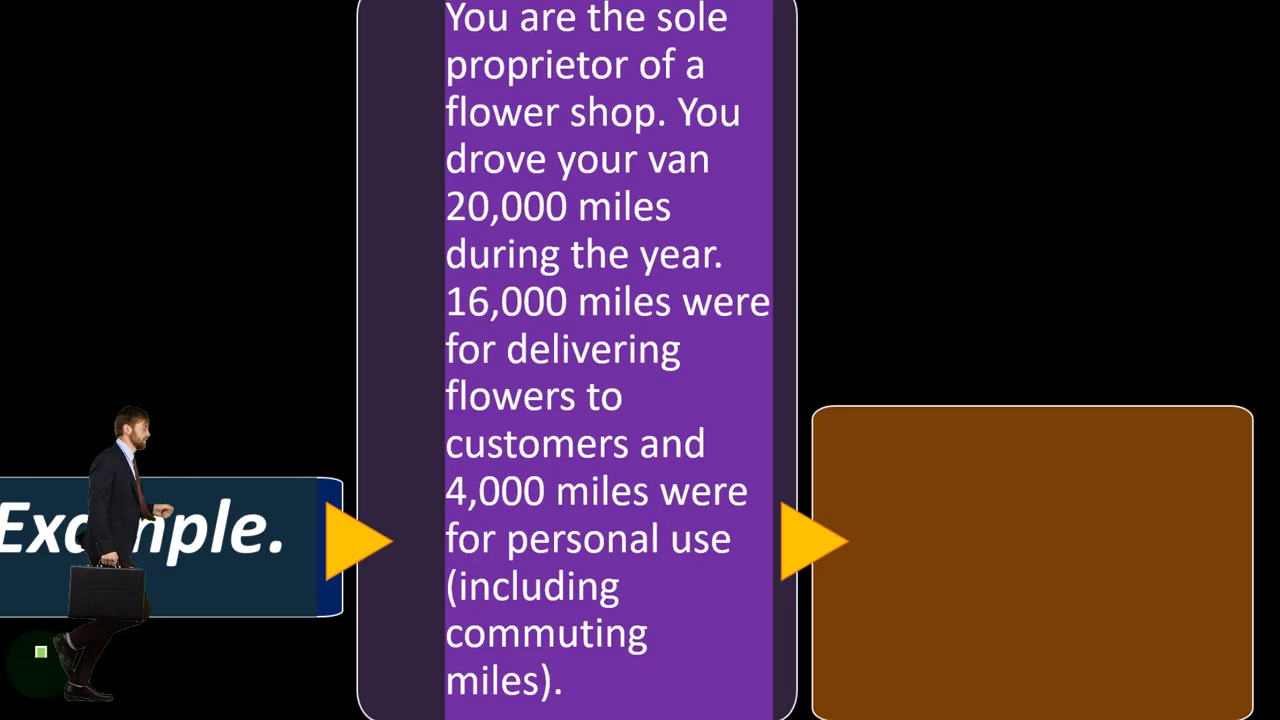 Example.
You are the sole
proprietor of a
flower shop. You
drove your van
20,000 miles
during the year.
16,000 miles were
for delivering
flowers to
customers and
4,000 miles were
for personal use
(including
commuting
miles).